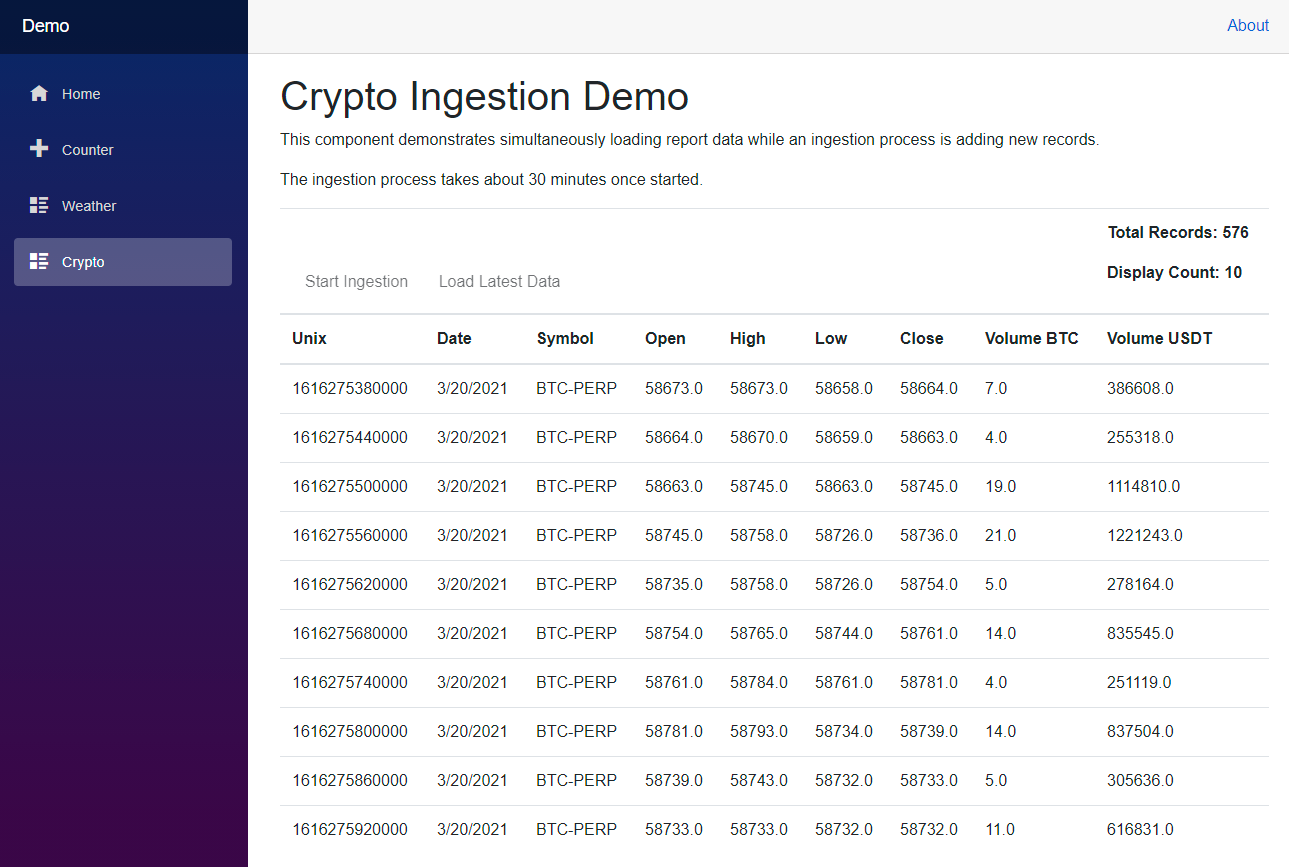 Demo
About
Home
Counter
Weather
Crypto
Crypto Ingestion Demo
This component demonstrates simultaneously loading report data while an ingestion process is adding new records.
The ingestion process takes about 30 minutes once started.
Total Records: 576
Start Ingestion Load Latest Data
Display Count: 10
Unix Date Symbol Open High Low Close Volume BTC Volume USDT
1616275380000 3/20/2021 BTC-PERP 58673.0 58673.0 58658.0 58664.0 7.0 386608.0
1616275440000 3/20/2021 BTC-PERP 58664.0 58670.0 58659.0 58663.0 4.0 255318.0
1616275500000 3/20/2021 BTC-PERP 58663.0 58745.0 58663.0 58745.0 19.0 1114810.0
1616275560000 3/20/2021 BTC-PERP 58745.0 58758.0 58726.0 58736.0 21.0 1221243.0
1616275620000 3/20/2021 BTC-PERP 58735.0 58758.0 58726.0 58754.0 5.0 278164.0
1616275680000 3/20/2021 BTC-PERP 58754.0 58765.0 58744.0 58761.0 14.0 835545.0
1616275740000 3/20/2021 BTC-PERP 58761.0 58784.0 58761.0 58781.0 4.0 251119.0
1616275800000 3/20/2021 BTC-PERP 58781.0 58793.0 58734.0 58739.0 14.0 837504.0
1616275860000 3/20/2021 BTC-PERP 58739.0 58743.0 58732.0 58733.0 5.0 305636.0
1616275920000 3/20/2021 BTC-PERP 58733.0 58733.0 58732.0 58732.0 11.0 616831.0